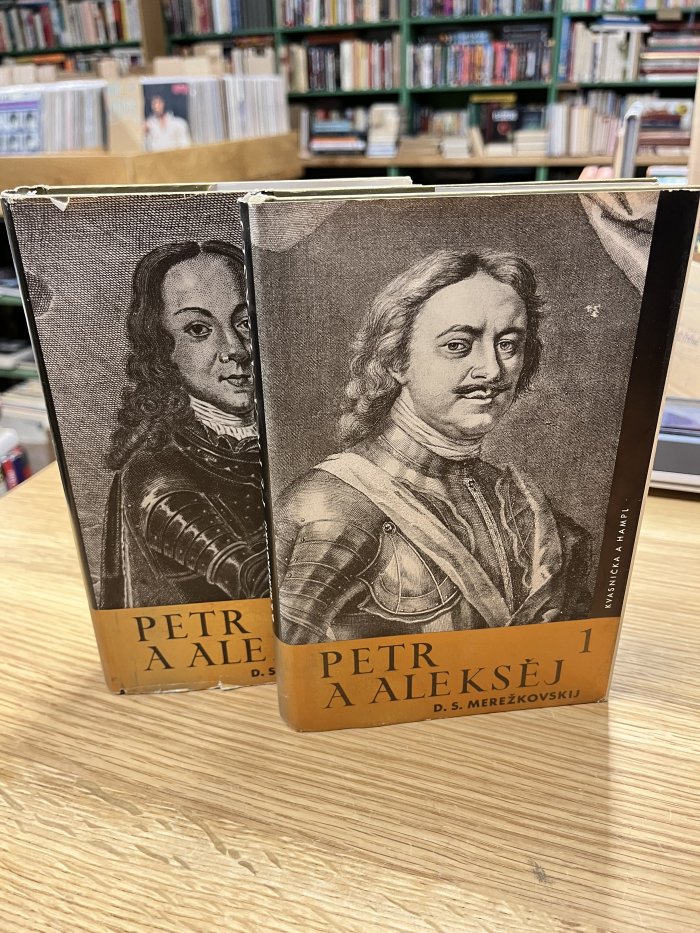 PETR
A ALE
D. S
PETR
A ALEKSĚJ
1
D. S. MEREŽKOVSKIJ
KVASNIČKA A HAMPL